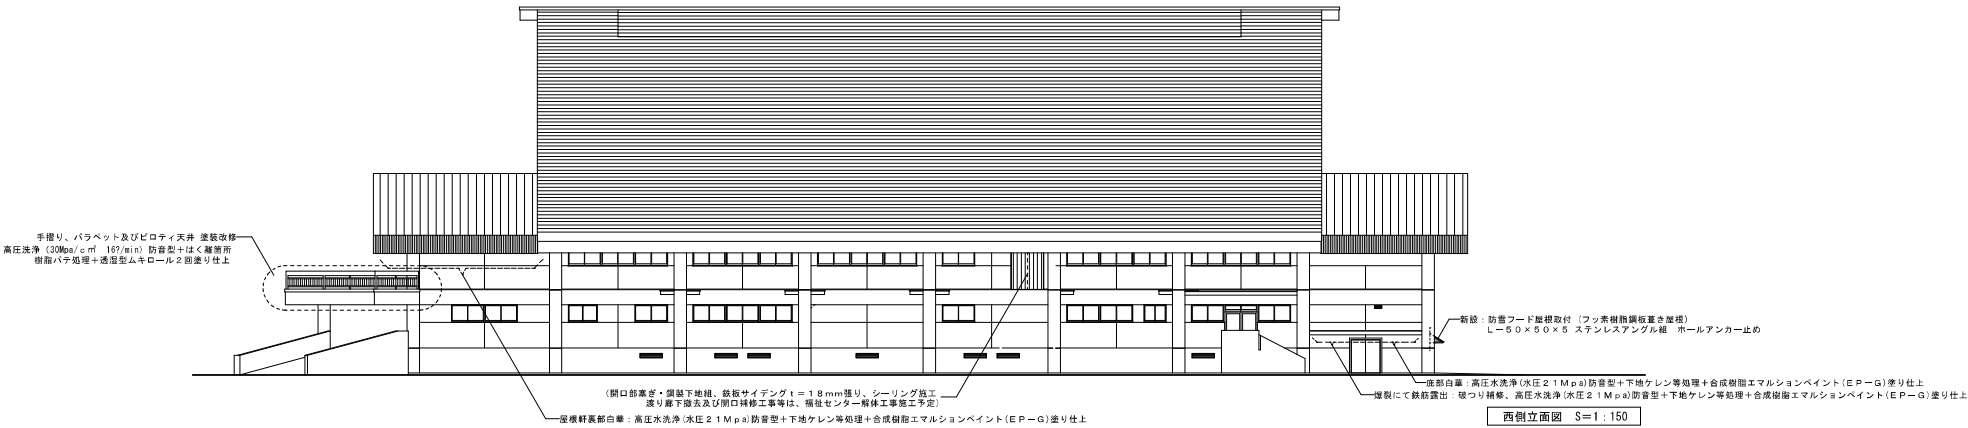 手摺り、パラペット及びピロティ天井 塗装改修
高圧洗浄 (30Mpa/c㎡ 16?/min) 防音型＋はく離箇所
樹脂パテ処理＋透湿型ムキロール２回塗り仕上
新設：防雪フード屋根取付 (フッ素樹脂鋼板葺き屋根)
Ｌ－５０×５０×５ ステンレスアングル組 ホールアンカー止め
庇部白華：高圧水洗浄(水圧２１Ｍｐａ)防音型＋下地ケレン等処理＋合成樹脂エマルションペイント(ＥＰ－Ｇ)塗り仕上
爆裂にて鉄筋露出：破つり補修、高圧水洗浄(水圧２１Ｍｐａ)防音型＋下地ケレン等処理＋合成樹脂エマルションペイント(ＥＰ－Ｇ)塗り仕上
(開口部塞ぎ・鋼製下地組、鉄板サイデングｔ＝１８ｍｍ張り、シーリング施工
渡り廊下撤去及び開口補修工事等は、福祉センター解体工事施工予定)
屋根軒裏部白華：高圧水洗浄(水圧２１Ｍｐａ)防音型＋下地ケレン等処理＋合成樹脂エマルションペイント(ＥＰ－Ｇ)塗り仕上
西側立面図 S=1：150